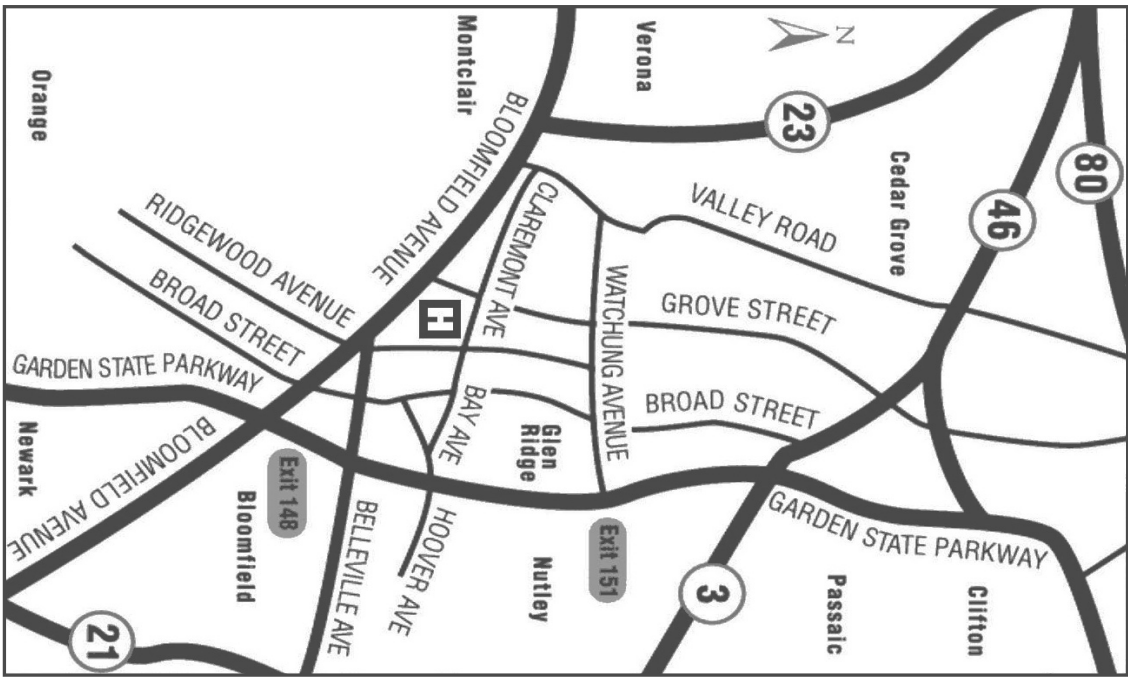 Montclair
Verona
N
23
80
Orange
BLOOMFIELD AVENUE
Cedar Grove
46
VALLEY ROAD
CLAREMONT AVE
RIDGEWOOD AVENUE
WATCHUNG AVENUE
GROVE STREET
BROAD STREET
H
GARDEN STATE PARKWAY
BAY AVE
BROAD STREET
Glen
Ridge
Newark
BLOOMFIELD AVENUE
Exit 148
Bloomfield
BELLEVILLE AVE
HOOVER AVE
Nutley
Exit 151
GARDEN STATE PARKWAY
3
Passaic
Clifton
21